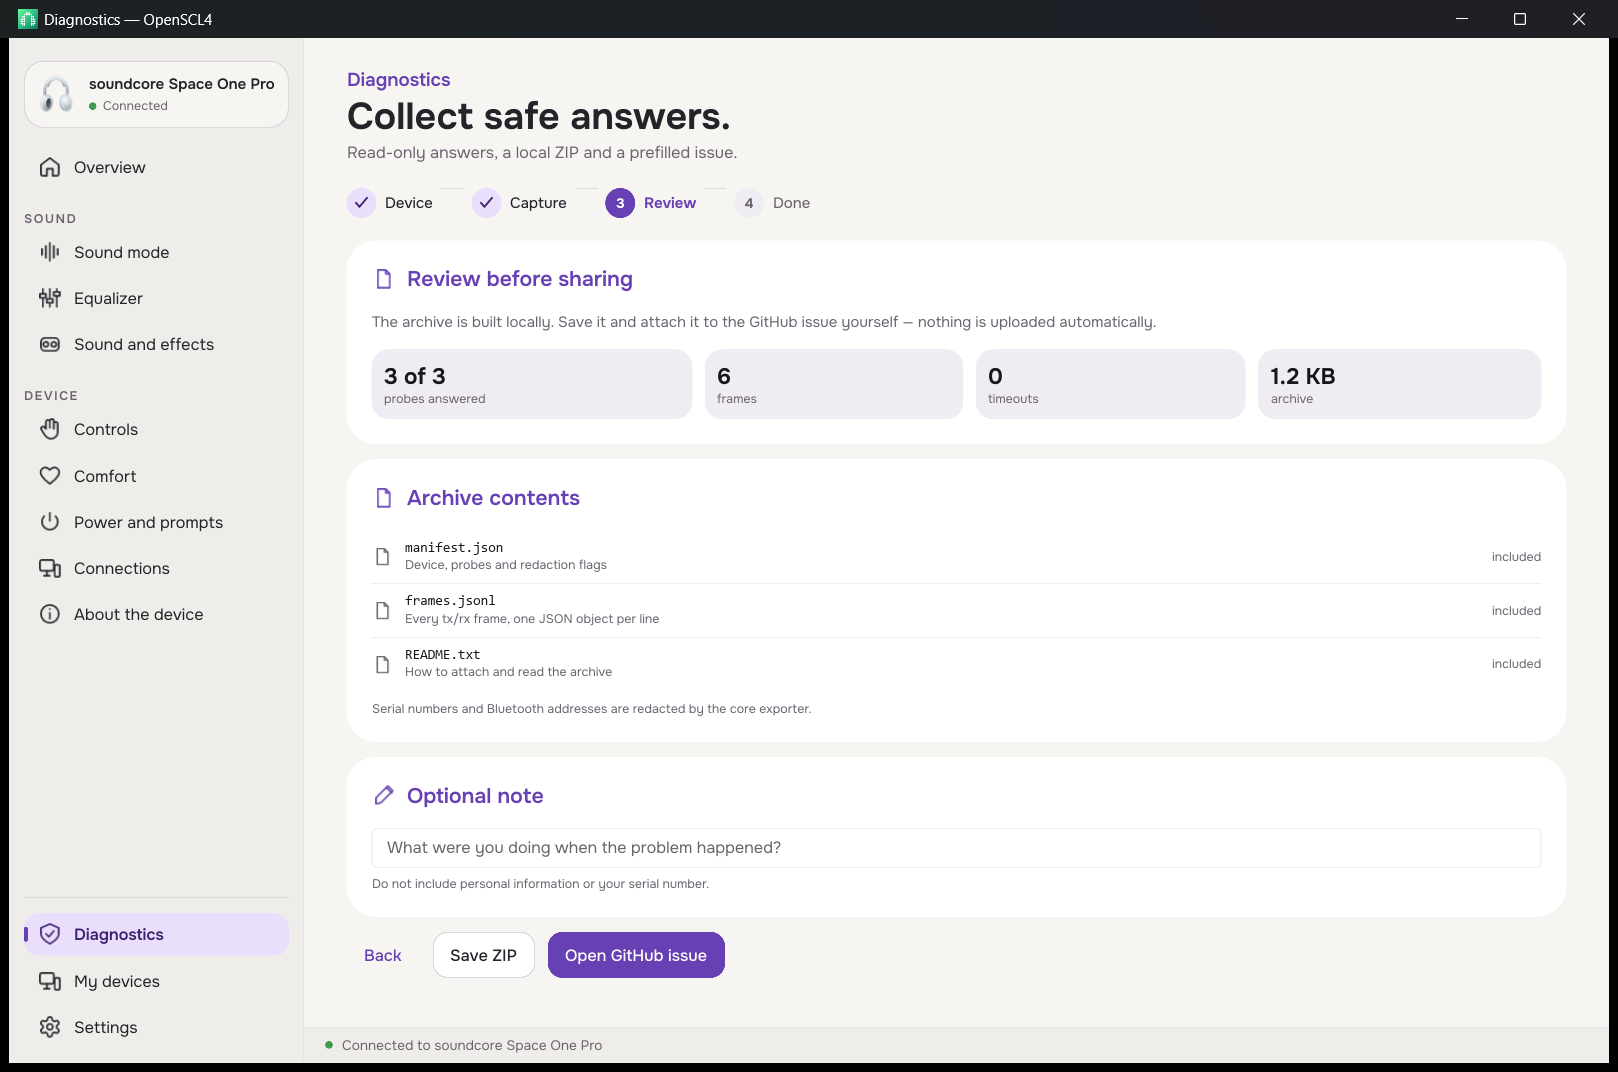 Diagnostics — OpenSCL4
soundcore Space One Pro
Connected
Overview
SOUND
Sound mode
Equalizer
Sound and effects
DEVICE
Controls
Comfort
Power and prompts
Connections
About the device
Diagnostics
My devices
Settings
Diagnostics
Collect safe answers.
Read-only answers, a local ZIP and a prefilled issue.
Device
Capture
3 Review
4 Done
Review before sharing
The archive is built locally. Save it and attach it to the GitHub issue yourself — nothing is uploaded automatically.
3 of 3
probes answered
6
frames
0
timeouts
1.2 KB
archive
Archive contents
manifest.json
Device, probes and redaction flags
included
frames.jsonl
Every tx/rx frame, one JSON object per line
included
README.txt
How to attach and read the archive
included
Serial numbers and Bluetooth addresses are redacted by the core exporter.
Optional note
What were you doing when the problem happened?
Do not include personal information or your serial number.
Back
Save ZIP
Open GitHub issue
Connected to soundcore Space One Pro